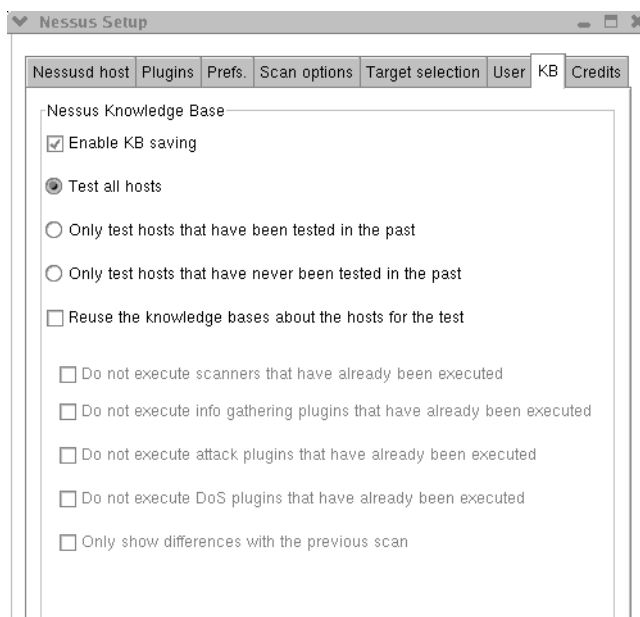 Nessus Setup
Nessusd host Plugins Prefs. Scan options Target selection User KB Credits
Nessus Knowledge Base
Enable KB saving
Test all hosts
Only test hosts that have been tested in the past
Only test hosts that have never been tested in the past
Reuse the knowledge bases about the hosts for the test
Do not execute scanners that have already been executed
Do not execute info gathering plugins that have already been executed
Do not execute attack plugins that have already been executed
Do not execute DoS plugins that have already been executed
Only show differences with the previous scan